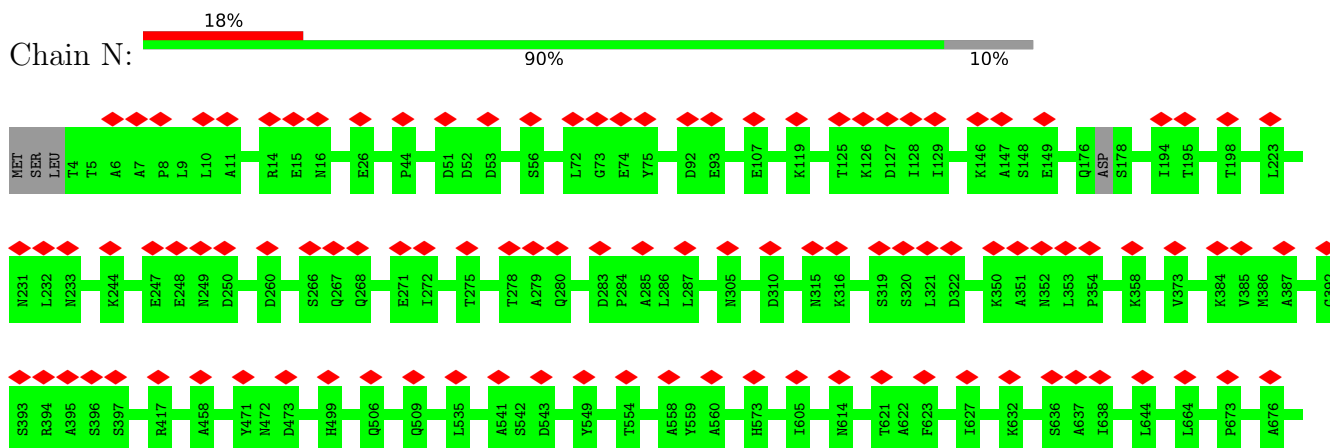 18%
Chain N:
90% 10%
MET SER LEU T4 T5 A6 A7 P8 L9 L10 A11 R14 E15 N16 E26 P44 D51 D52 D53 S56 L72 G73 E74 Y75 D92 E93 E107 K119 T125 K126 D127 I128 I129 K146 A147 S148 E149 Q176 ASP S178 I194 T195 T198 L223
N231 L232 N233 K244 E247 E248 N249 D250 D260 S266 Q267 Q268 E271 I272 T275 T278 A279 Q280 D283 P284 A285 L286 L287 N305 D310 N315 K316 S319 S320 L321 D322 K350 A351 N352 L353 P354 K358 V373 K384 V385 M386 A387
S393 R394 A395 S396 S397 R417 A458 Y471 N472 D473 H499 Q506 Q509 L535 A541 S542 D543 Y549 T554 A558 Y559 A560 H573 I605 N614 T621 A622 F623 I627 K632 S636 A637 I638 L644 L664 P673 A676